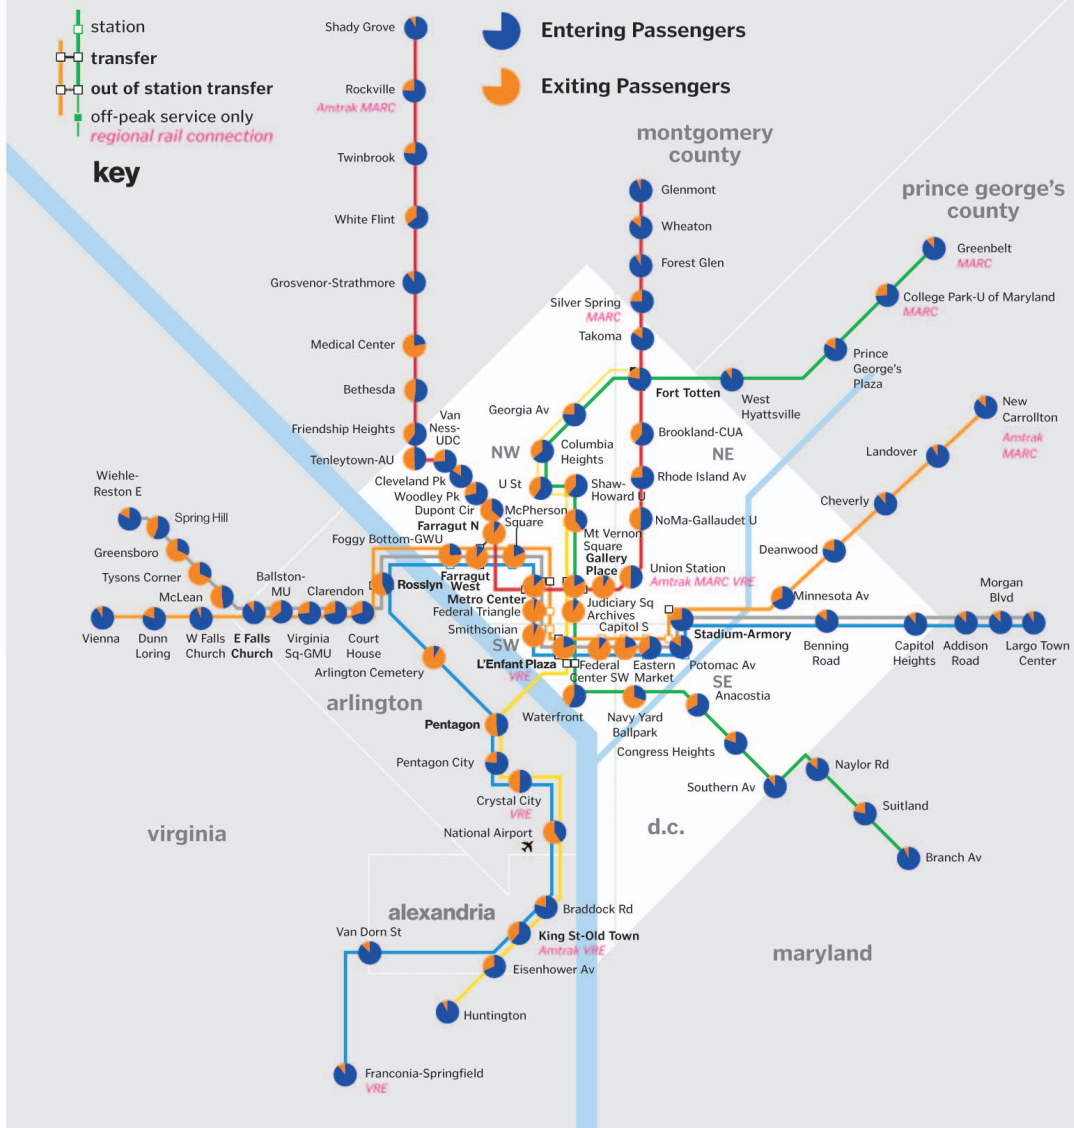 station
transfer
out of station transfer
off-peak service only
regional rail connection
key
Entering Passengers
Exiting Passengers
Shady Grove
Rockville
Amtrak MARC
Twinbrook
White Flint
Grosvenor-Strathmore
Medical Center
Bethesda
Friendship Heights
Tenleytown-AU
Van
Ness-
UDC
Cleveland Pk
Woodley Pk
Dupont Cir
Farragut N
montgomery
county
Glenmont
Wheaton
Forest Glen
Silver Spring
MARC
Takoma
Fort Totten
Brookland-CUA
Rhode Island Av
NoMa-Gallaudet U
Union Station
Amtrak MARC VRE
prince george's
county
Greenbelt
MARC
College Park-U of Maryland
MARC
Prince
George's
Plaza
West
Hyattsville
Georgia Av
Columbia
Heights
U St
Shaw-
Howard U
Mt Vernon
Square
Gallery
Place
NW
NE
SW
SE
New
Carrollton
Amtrak
MARC
Landover
Cheverly
Deanwood
Minnesota Av
Wiehle-
Reston E
Spring Hill
Greensboro
Tysons Corner
McLean
Vienna
Dunn
Loring
W Falls
Church
E Falls
Church
Ballston-
MU
Virginia
Sq-GMU
Clarendon
Court
House
Rosslyn
Foggy Bottom-GWU
Farragut
West
McPherson
Square
Metro Center
Federal Triangle
Smithsonian
L'Enfant Plaza
VRE
Judiciary Sq
Archives
Capitol S
Federal
Center SW
Eastern
Market
Potomac Av
Stadium-Armory
Benning
Road
Capitol
Heights
Addison
Road
Morgan
Blvd
Largo Town
Center
Arlington Cemetery
arlington
Pentagon
Pentagon City
Crystal City
VRE
National Airport
Waterfront
Navy Yard
Ballpark
Anacostia
Congress Heights
Southern Av
Naylor Rd
Suitland
Branch Av
virginia
d.c.
alexandria
maryland
Braddock Rd
King St-Old Town
Amtrak VRE
Eisenhower Av
Huntington
Van Dorn St
Franconia-Springfield
VRE